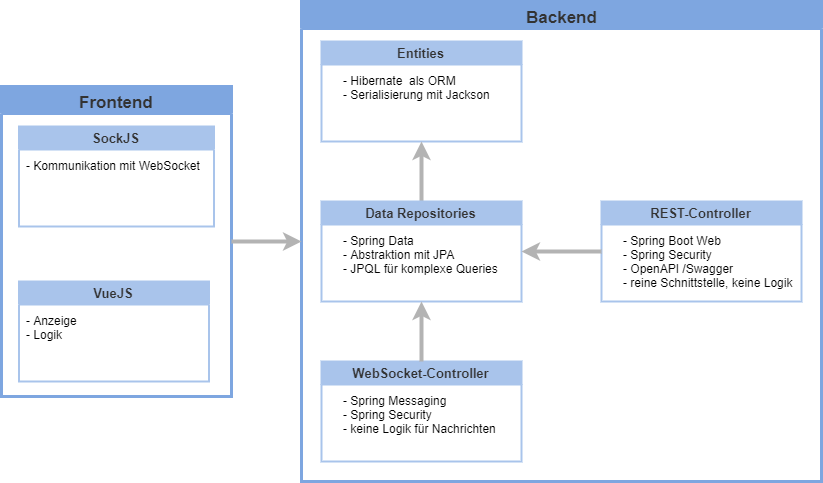 Backend
Entities
- Hibernate als ORM
- Serialisierung mit Jackson
Frontend
SockJS
- Kommunikation mit WebSocket
VueJS
- Anzeige
- Logik
Data Repositories
- Spring Data
- Abstraktion mit JPA
- JPQL für komplexe Queries
REST-Controller
- Spring Boot Web
- Spring Security
- OpenAPI /Swagger
- reine Schnittstelle, keine Logik
WebSocket-Controller
- Spring Messaging
- Spring Security
- keine Logik für Nachrichten